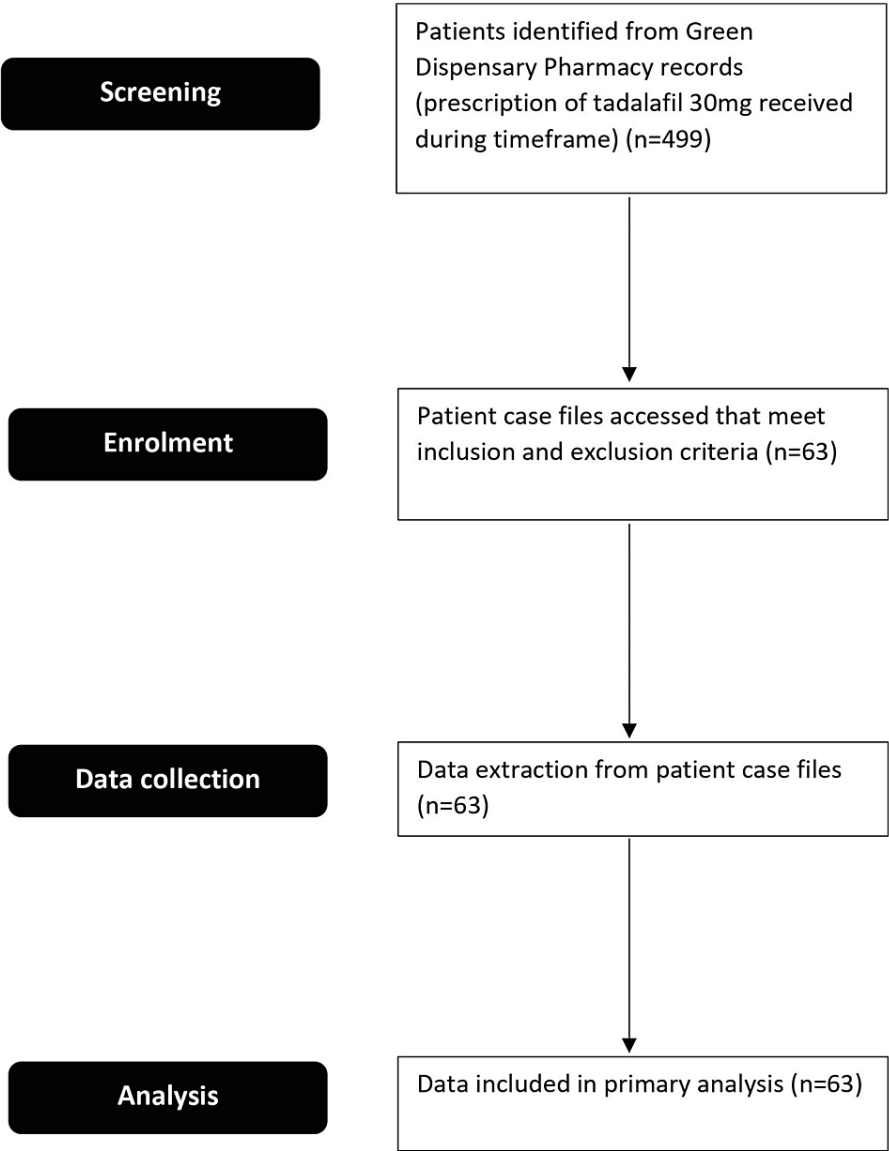 Screening
Patients identified from Green
Dispensary Pharmacy records
(prescription of tadalafil 30mg received
during timeframe) (n=499)
Enrolment
Patient case files accessed that meet
inclusion and exclusion criteria (n=63)
Data collection
Data extraction from patient case files
(n=63)
Analysis
Data included in primary analysis (n=63)